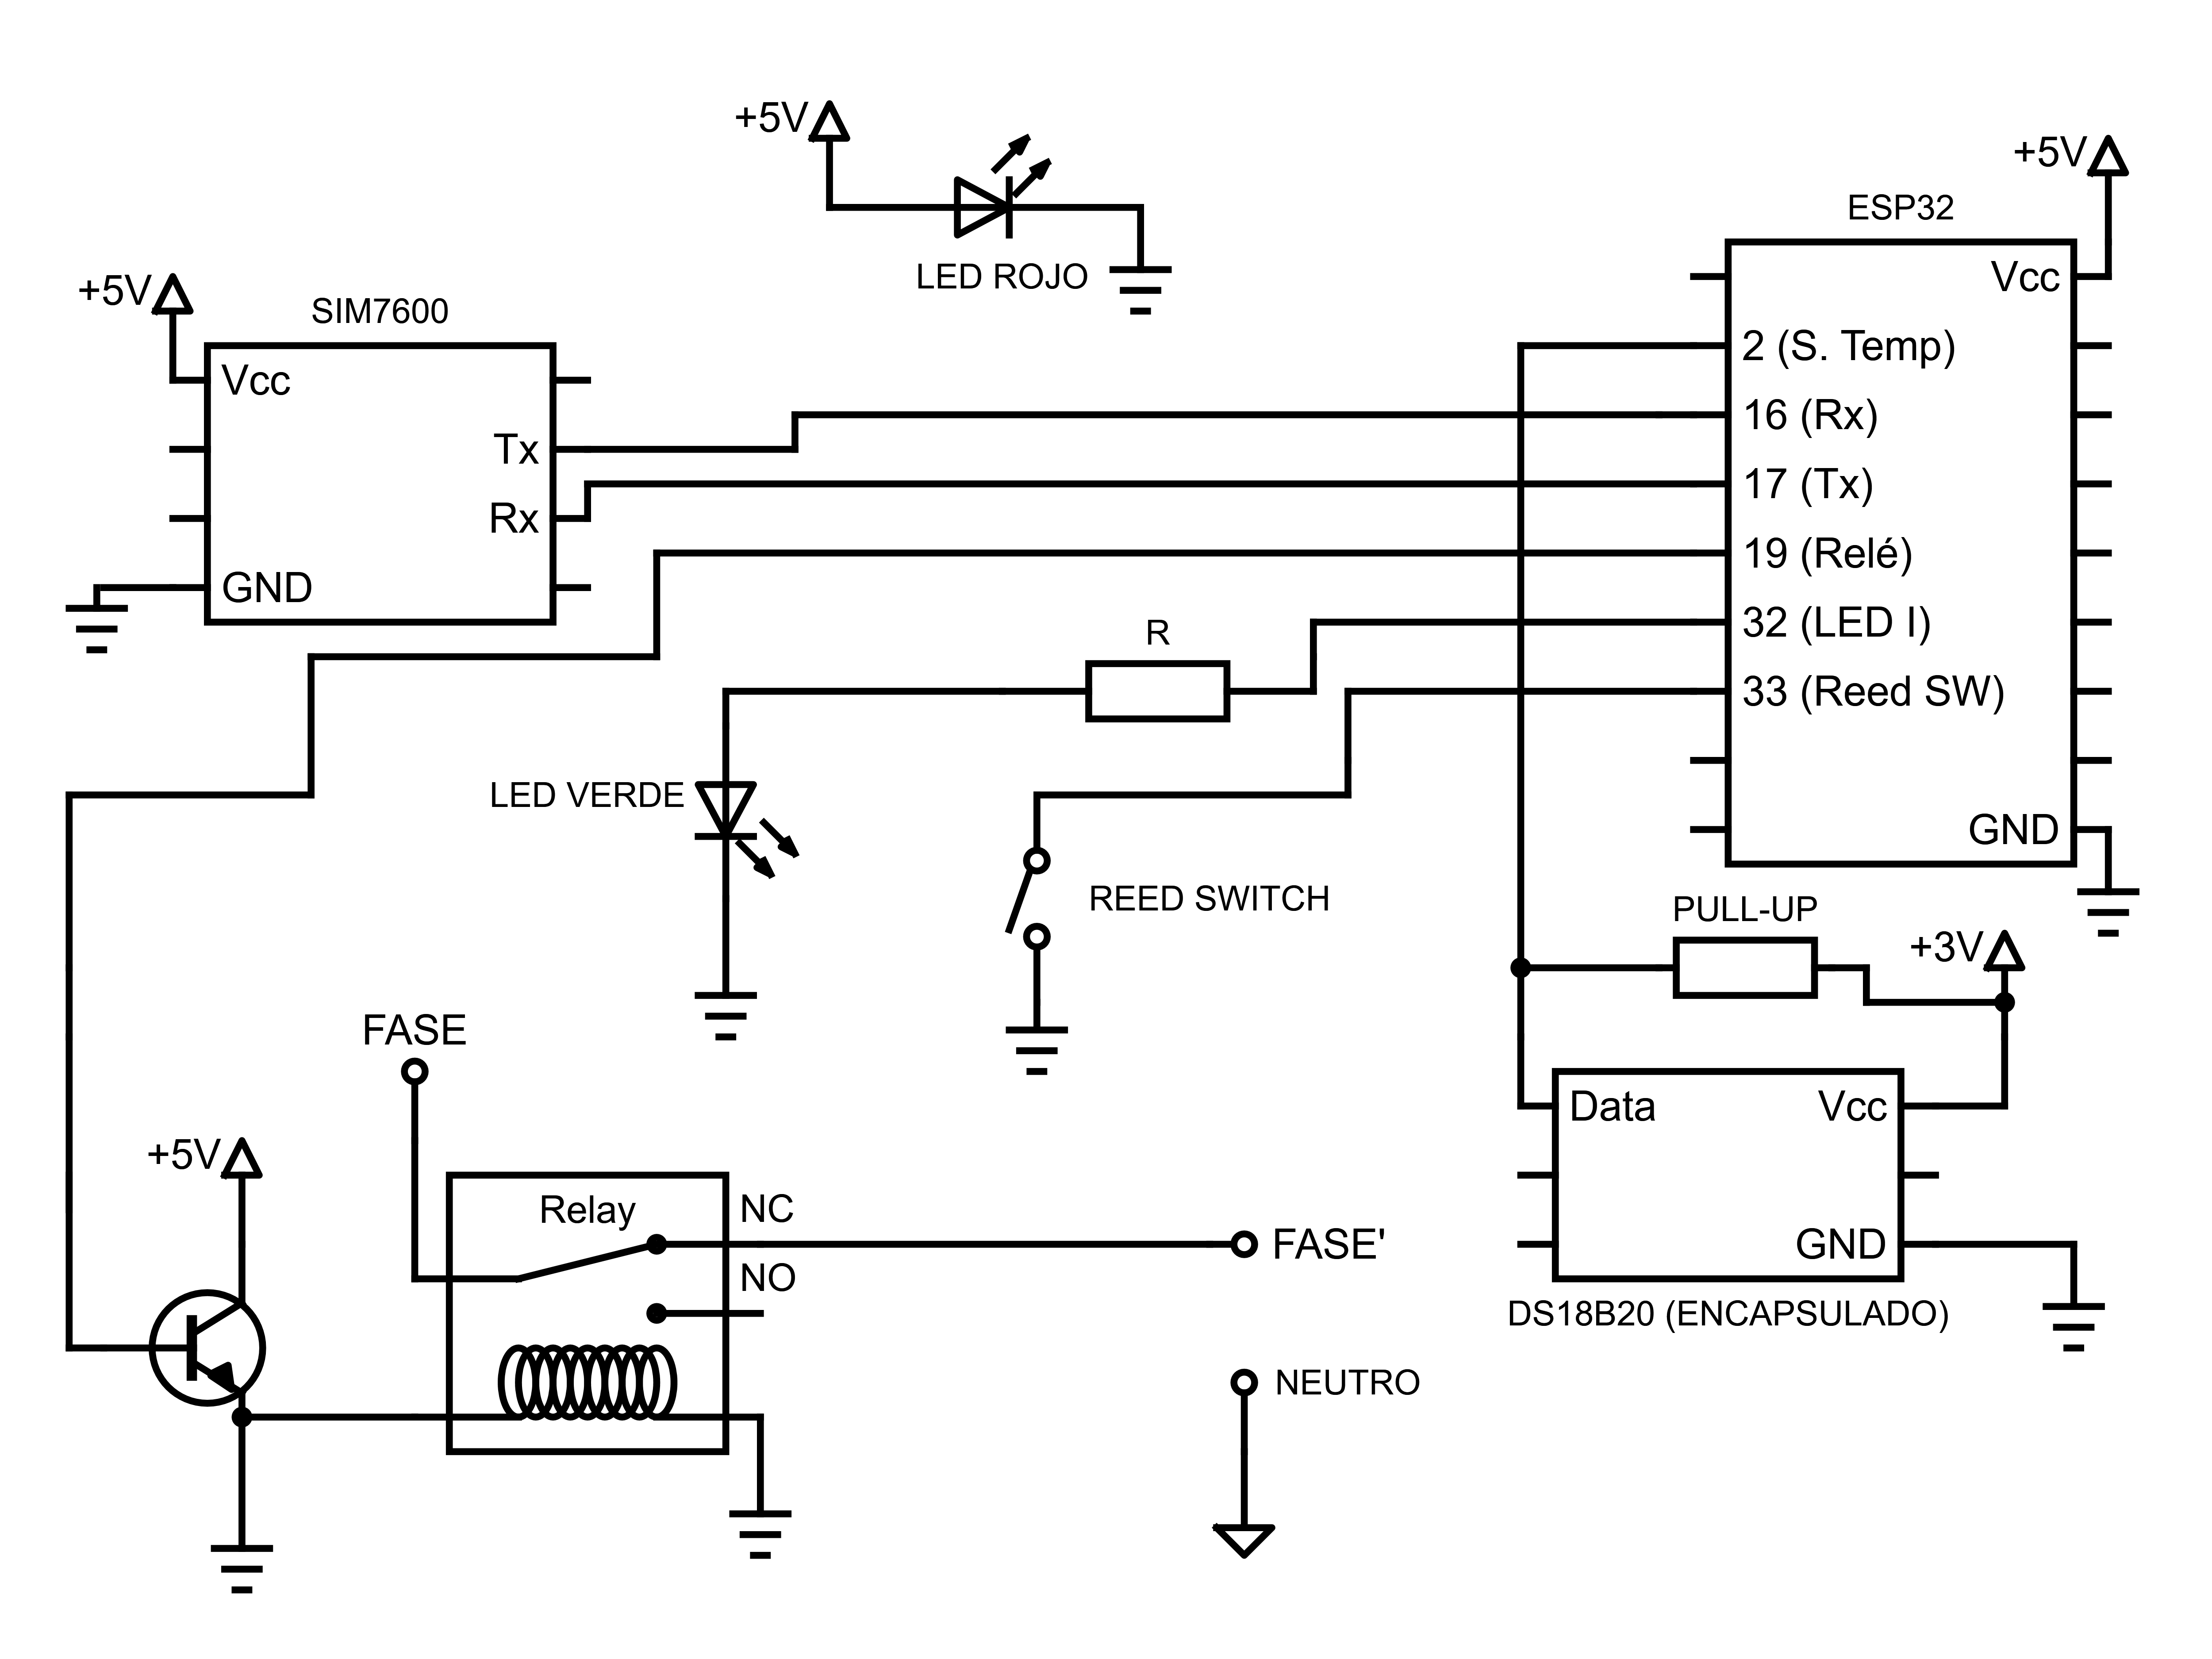 +5V
LED ROJO
+5V
SIM7600
Vcc
Tx
Rx
GND
+5V
ESP32
Vcc
2 (S. Temp)
16 (Rx)
17 (Tx)
19 (Relé)
32 (LED I)
33 (Reed SW)
GND
R
LED VERDE
REED SWITCH
PULL-UP
+3V
Data
Vcc
GND
DS18B20 (ENCAPSULADO)
FASE
+5V
Relay
NC
NO
FASE'
NEUTRO